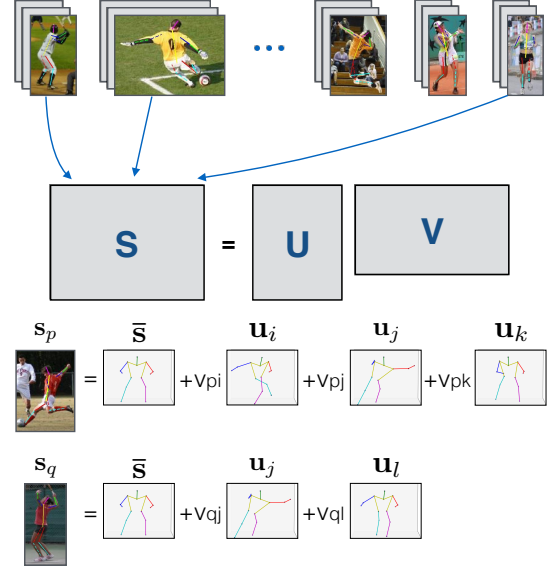 ...
S = U V
s_p s̄ u_i u_j u_k
= +Vpi +Vpj +Vpk
s_q s̄ u_j u_l
= +Vqj +Vql